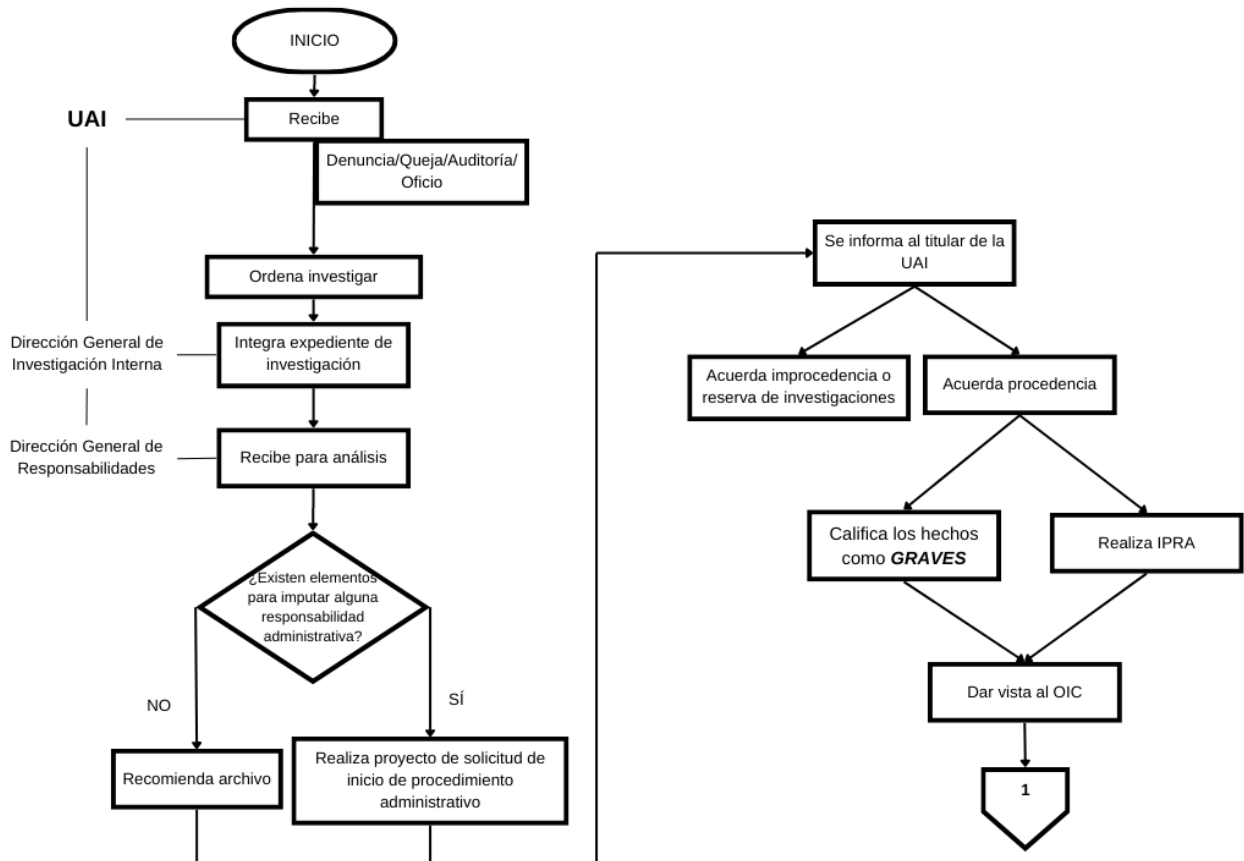 INICIO
UAI
Recibe
Denuncia/Queja/Auditoría/
Oficio
Ordena investigar
Dirección General de
Investigación Interna
Integra expediente de
investigación
Dirección General de
Responsabilidades
Recibe para análisis
¿Existen elementos
para imputar alguna
responsabilidad
administrativa?
NO
SÍ
Recomienda archivo
Realiza proyecto de solicitud de
inicio de procedimiento
administrativo
Se informa al titular de la
UAI
Acuerda improcedencia o
reserva de investigaciones
Acuerda procedencia
Califica los hechos
como GRAVES
Realiza IPRA
Dar vista al OIC
1